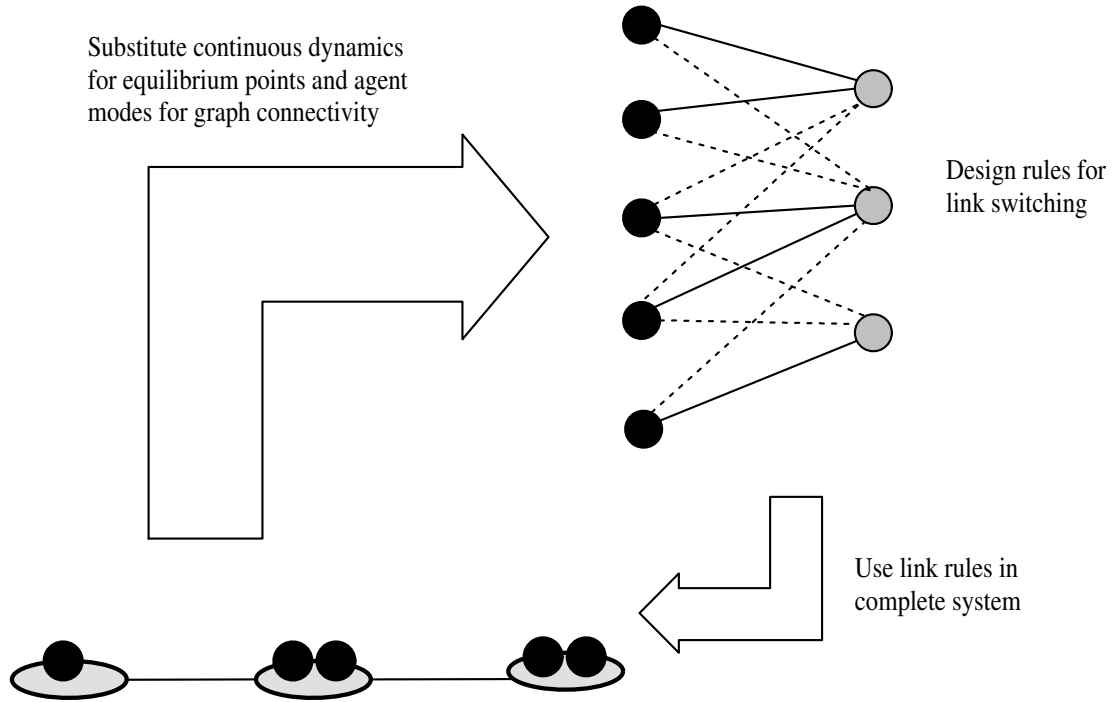 Substitute continuous dynamics
for equilibrium points and agent
modes for graph connectivity
Design rules for
link switching
Use link rules in
complete system